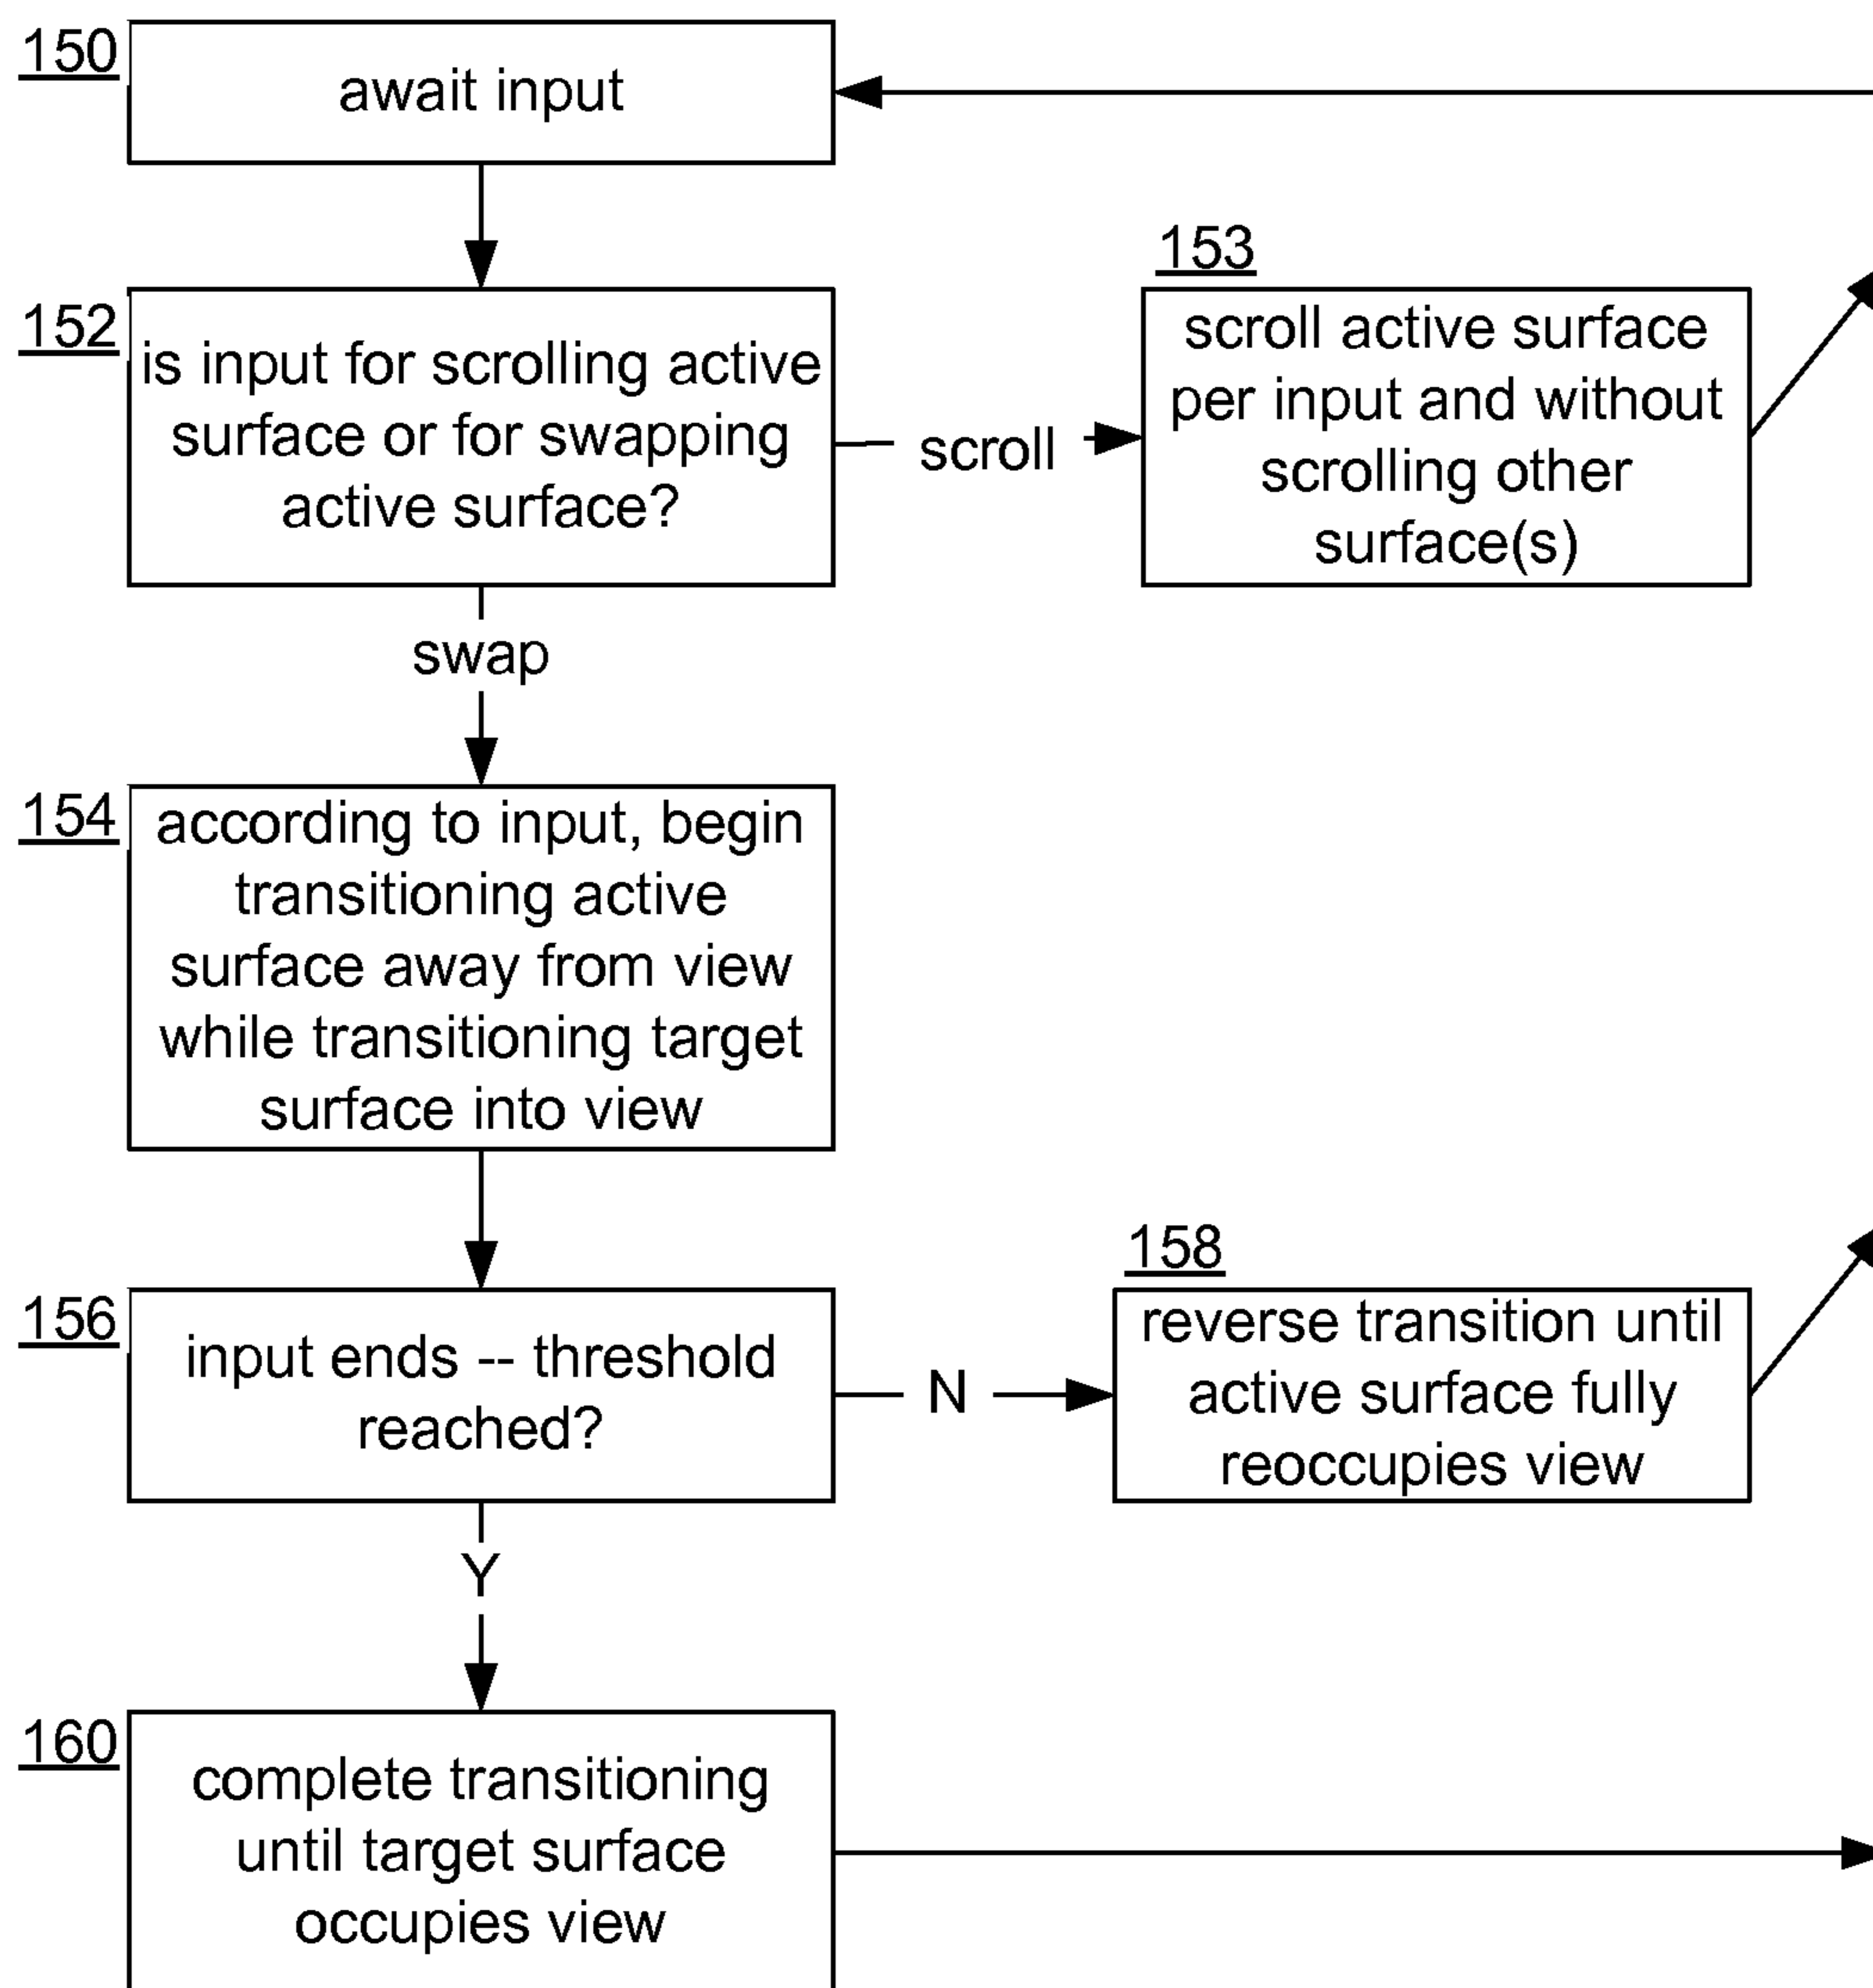 150
await input
152
is input for scrolling active
surface or for swapping
active surface?
scroll
153
scroll active surface
per input and without
scrolling other
surface(s)
swap
154
according to input, begin
transitioning active
surface away from view
while transitioning target
surface into view
156
input ends -- threshold
reached?
N
158
reverse transition until
active surface fully
reoccupies view
Y
160
complete transitioning
until target surface
occupies view